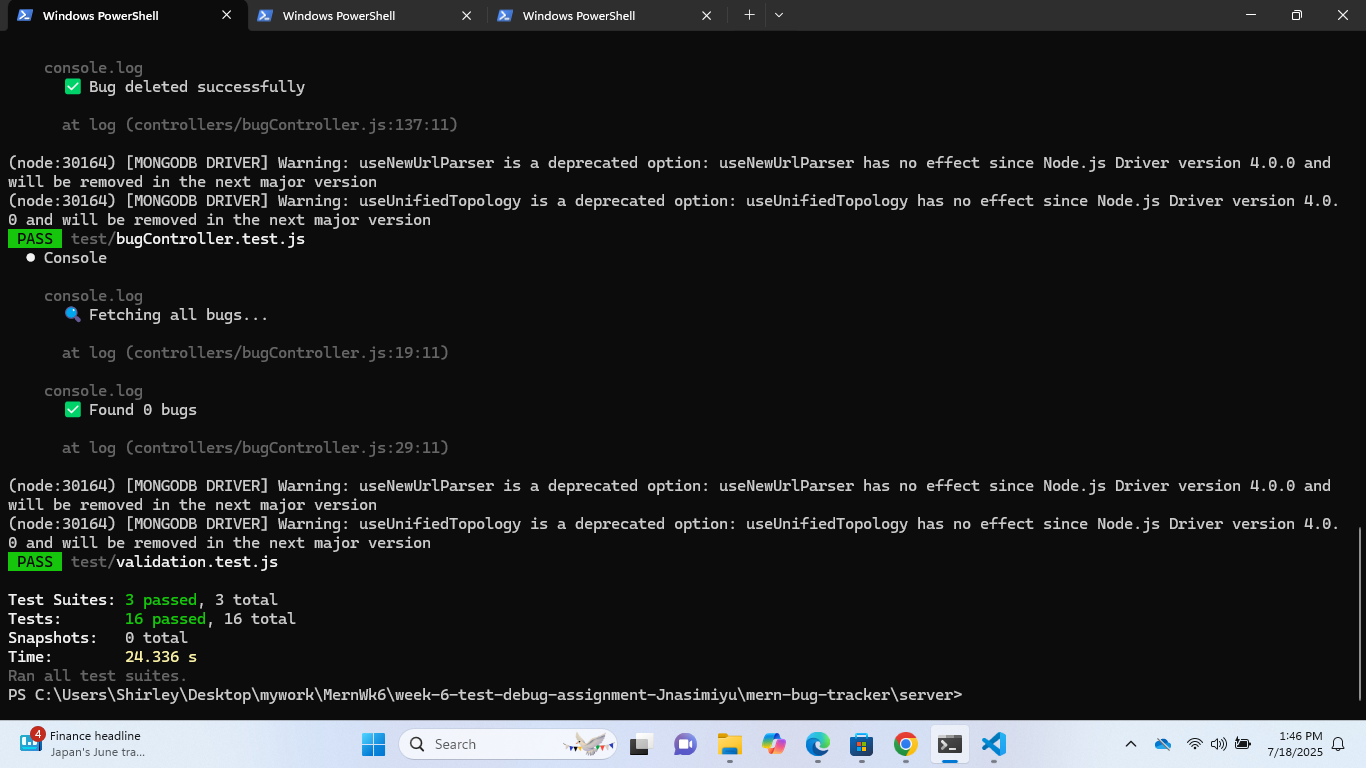 Windows PowerShell
Windows PowerShell
Windows PowerShell
console.log
✅ Bug deleted successfully
at log (controllers/bugController.js:137:11)
(node:30164) [MONGODB DRIVER] Warning: useNewUrlParser is a deprecated option: useNewUrlParser has no effect since Node.js Driver version 4.0.0 and
will be removed in the next major version
(node:30164) [MONGODB DRIVER] Warning: useUnifiedTopology is a deprecated option: useUnifiedTopology has no effect since Node.js Driver version 4.0.
0 and will be removed in the next major version
PASS test/bugController.test.js
● Console
console.log
🔍 Fetching all bugs...
at log (controllers/bugController.js:19:11)
console.log
✅ Found 0 bugs
at log (controllers/bugController.js:29:11)
(node:30164) [MONGODB DRIVER] Warning: useNewUrlParser is a deprecated option: useNewUrlParser has no effect since Node.js Driver version 4.0.0 and
will be removed in the next major version
(node:30164) [MONGODB DRIVER] Warning: useUnifiedTopology is a deprecated option: useUnifiedTopology has no effect since Node.js Driver version 4.0.
0 and will be removed in the next major version
PASS test/validation.test.js
Test Suites: 3 passed, 3 total
Tests: 16 passed, 16 total
Snapshots: 0 total
Time: 24.336 s
Ran all test suites.
PS C:\Users\Shirley\Desktop\mywork\MernWk6\week-6-test-debug-assignment-Jnasimiyu\mern-bug-tracker\server>
4
Finance headline
Japan's June tra...
Search
1:46 PM
7/18/2025